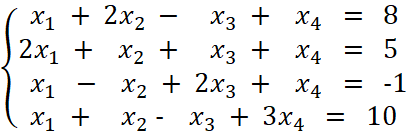 x₁ + 2x₂ - x₃ + x₄ = 8
2x₁ + x₂ + x₃ + x₄ = 5
x₁ - x₂ + 2x₃ + x₄ = -1
x₁ + x₂ - x₃ + 3x₄ = 10